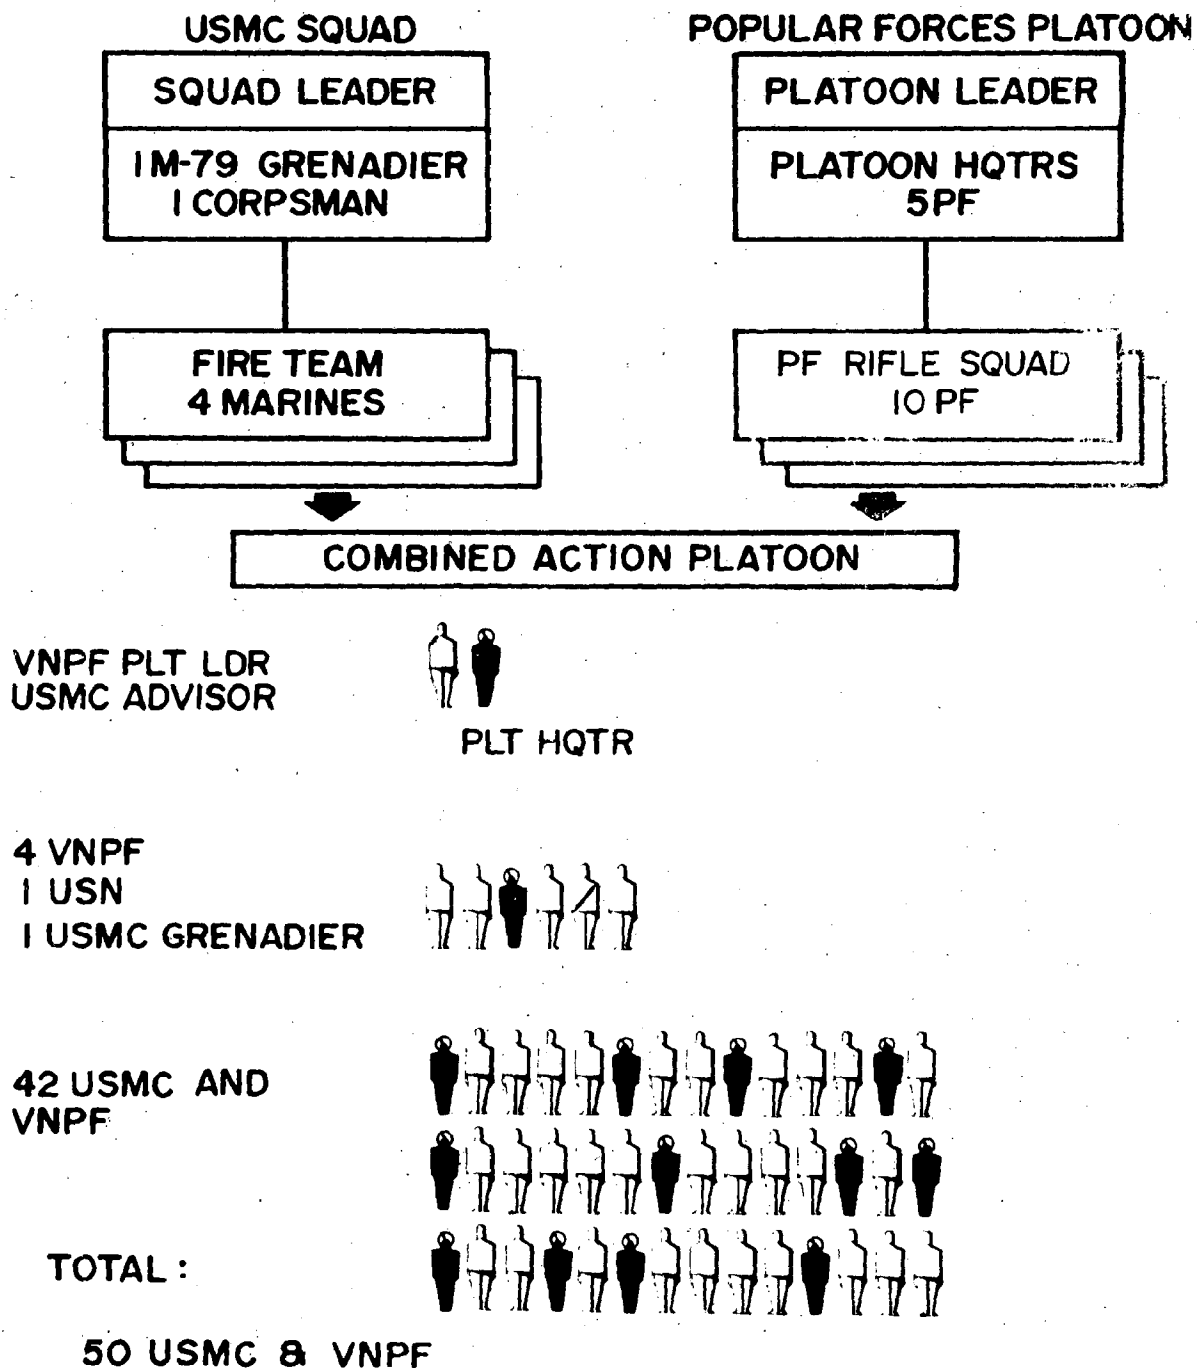 USMC SQUAD
SQUAD LEADER
1 M-79 GRENADIER
1 CORPSMAN
FIRE TEAM
4 MARINES
POPULAR FORCES PLATOON
PLATOON LEADER
PLATOON HQTRS
5 PF
PF RIFLE SQUAD
10 PF
COMBINED ACTION PLATOON
VNPF PLT LDR
USMC ADVISOR
PLT HQTR
4 VNPF
1 USN
1 USMC GRENADIER
42 USMC AND
VNPF
TOTAL:
50 USMC & VNPF